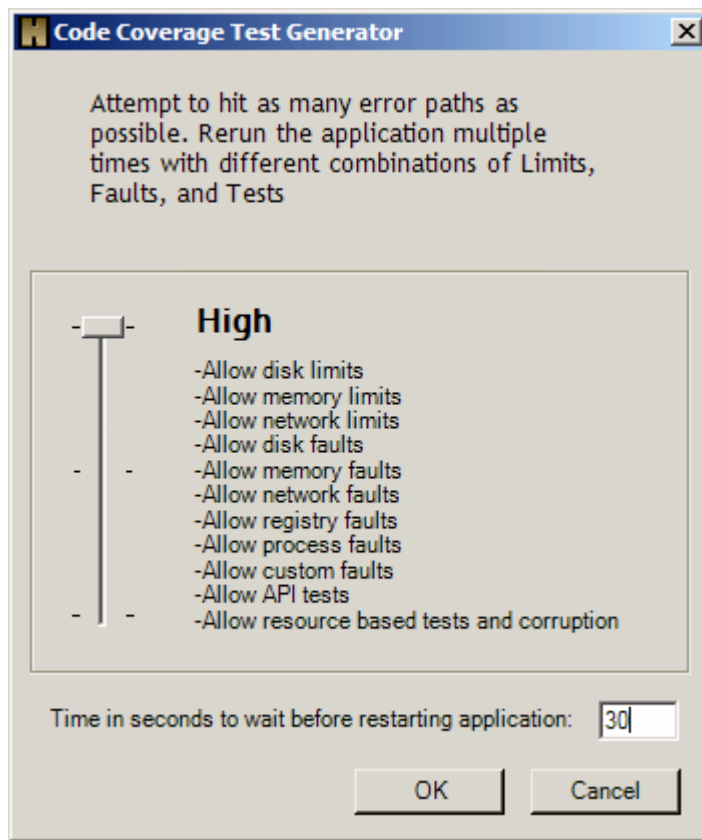 Code Coverage Test Generator
Attempt to hit as many error paths as
possible. Rerun the application multiple
times with different combinations of Limits,
Faults, and Tests
High
-Allow disk limits
-Allow memory limits
-Allow network limits
-Allow disk faults
-Allow memory faults
-Allow network faults
-Allow registry faults
-Allow process faults
-Allow custom faults
-Allow API tests
-Allow resource based tests and corruption
Time in seconds to wait before restarting application: 30
OK Cancel